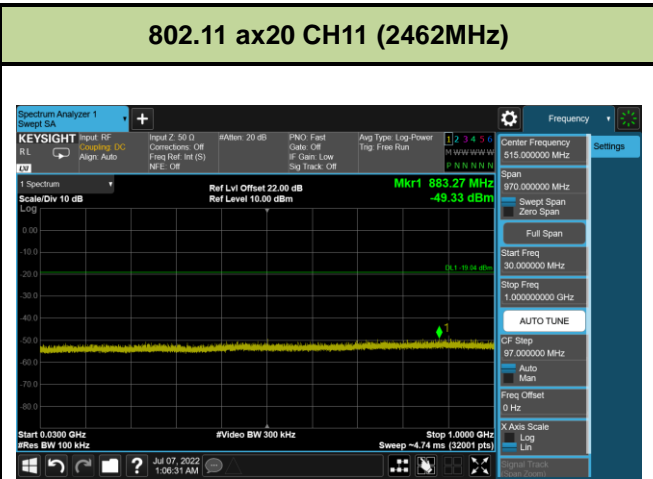 802.11 ax20 CH11 (2462MHz)
Spectrum Analyzer 1
Swept SA
Frequency
KEYSIGHT
RL
Input: RF
Coupling: DC
Align: Auto
Input Z: 50 Ω
Corrections: Off
Freq Ref: Int (S)
NFE: Off
#Atten: 20 dB
PNO: Fast
Gate: Off
IF Gain: Low
Sig Track: Off
Avg Type: Log-Power
Trig: Free Run
1 2 3 4 5 6
M W W W W W
P N N N N N
Settings
1 Spectrum
Scale/Div 10 dB
Ref Lvl Offset 22.00 dB
Ref Level 10.00 dBm
Mkr1 883.27 MHz
-49.33 dBm
Log
0.00
-10.0
-20.0
-30.0
-40.0
-50.0
-60.0
-70.0
-80.0
1
Start 0.0300 GHz
#Res BW 100 kHz
#Video BW 300 kHz
Stop 1.0000 GHz
Sweep ~4.74 ms (32001 pts)
Center Frequency
515.000000 MHz
Span
970.000000 MHz
Swept Span
Zero Span
Full Span
Start Freq
30.000000 MHz
Stop Freq
1.000000000 GHz
AUTO TUNE
CF Step
97.000000 MHz
Auto
Man
Freq Offset
0 Hz
X Axis Scale
Log
Lin
Signal Track
(Span Zoom)
Jul 07, 2022
1:06:31 AM